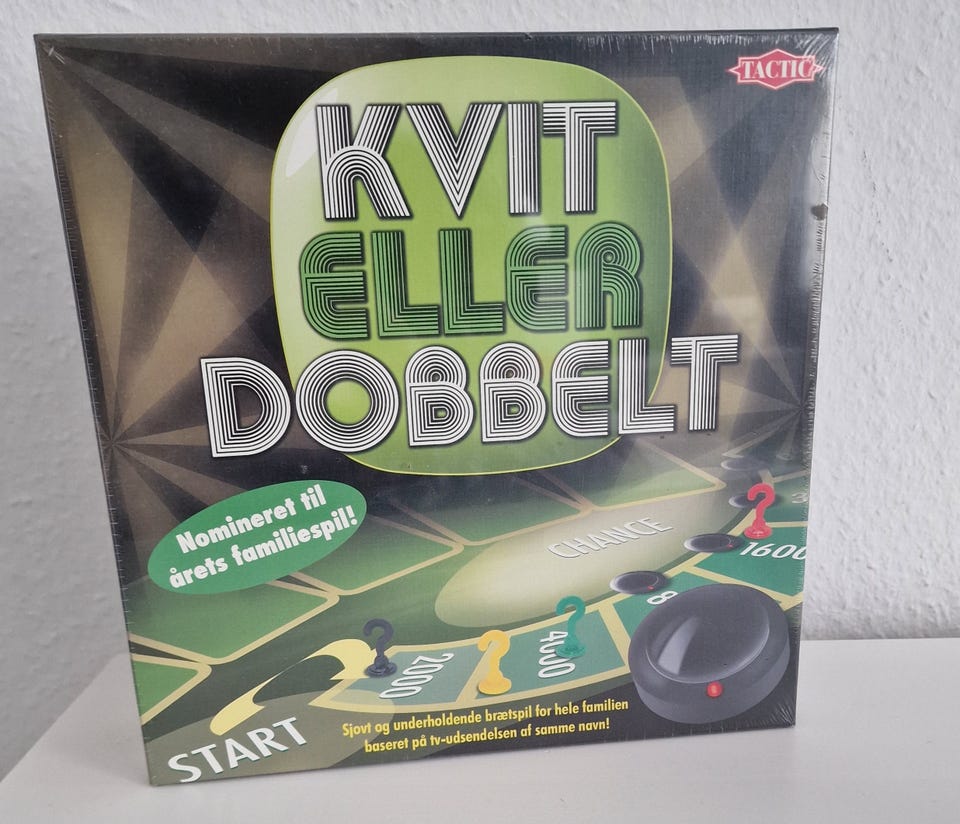 TACTIC
KVIT
ELLER
DOBBELT
Nomineret til
årets familiespil!
CHANCE
1600
8
4000
2000
START
Sjovt og underholdende brætspil for hele familien
baseret på tv-udsendelsen af samme navn!